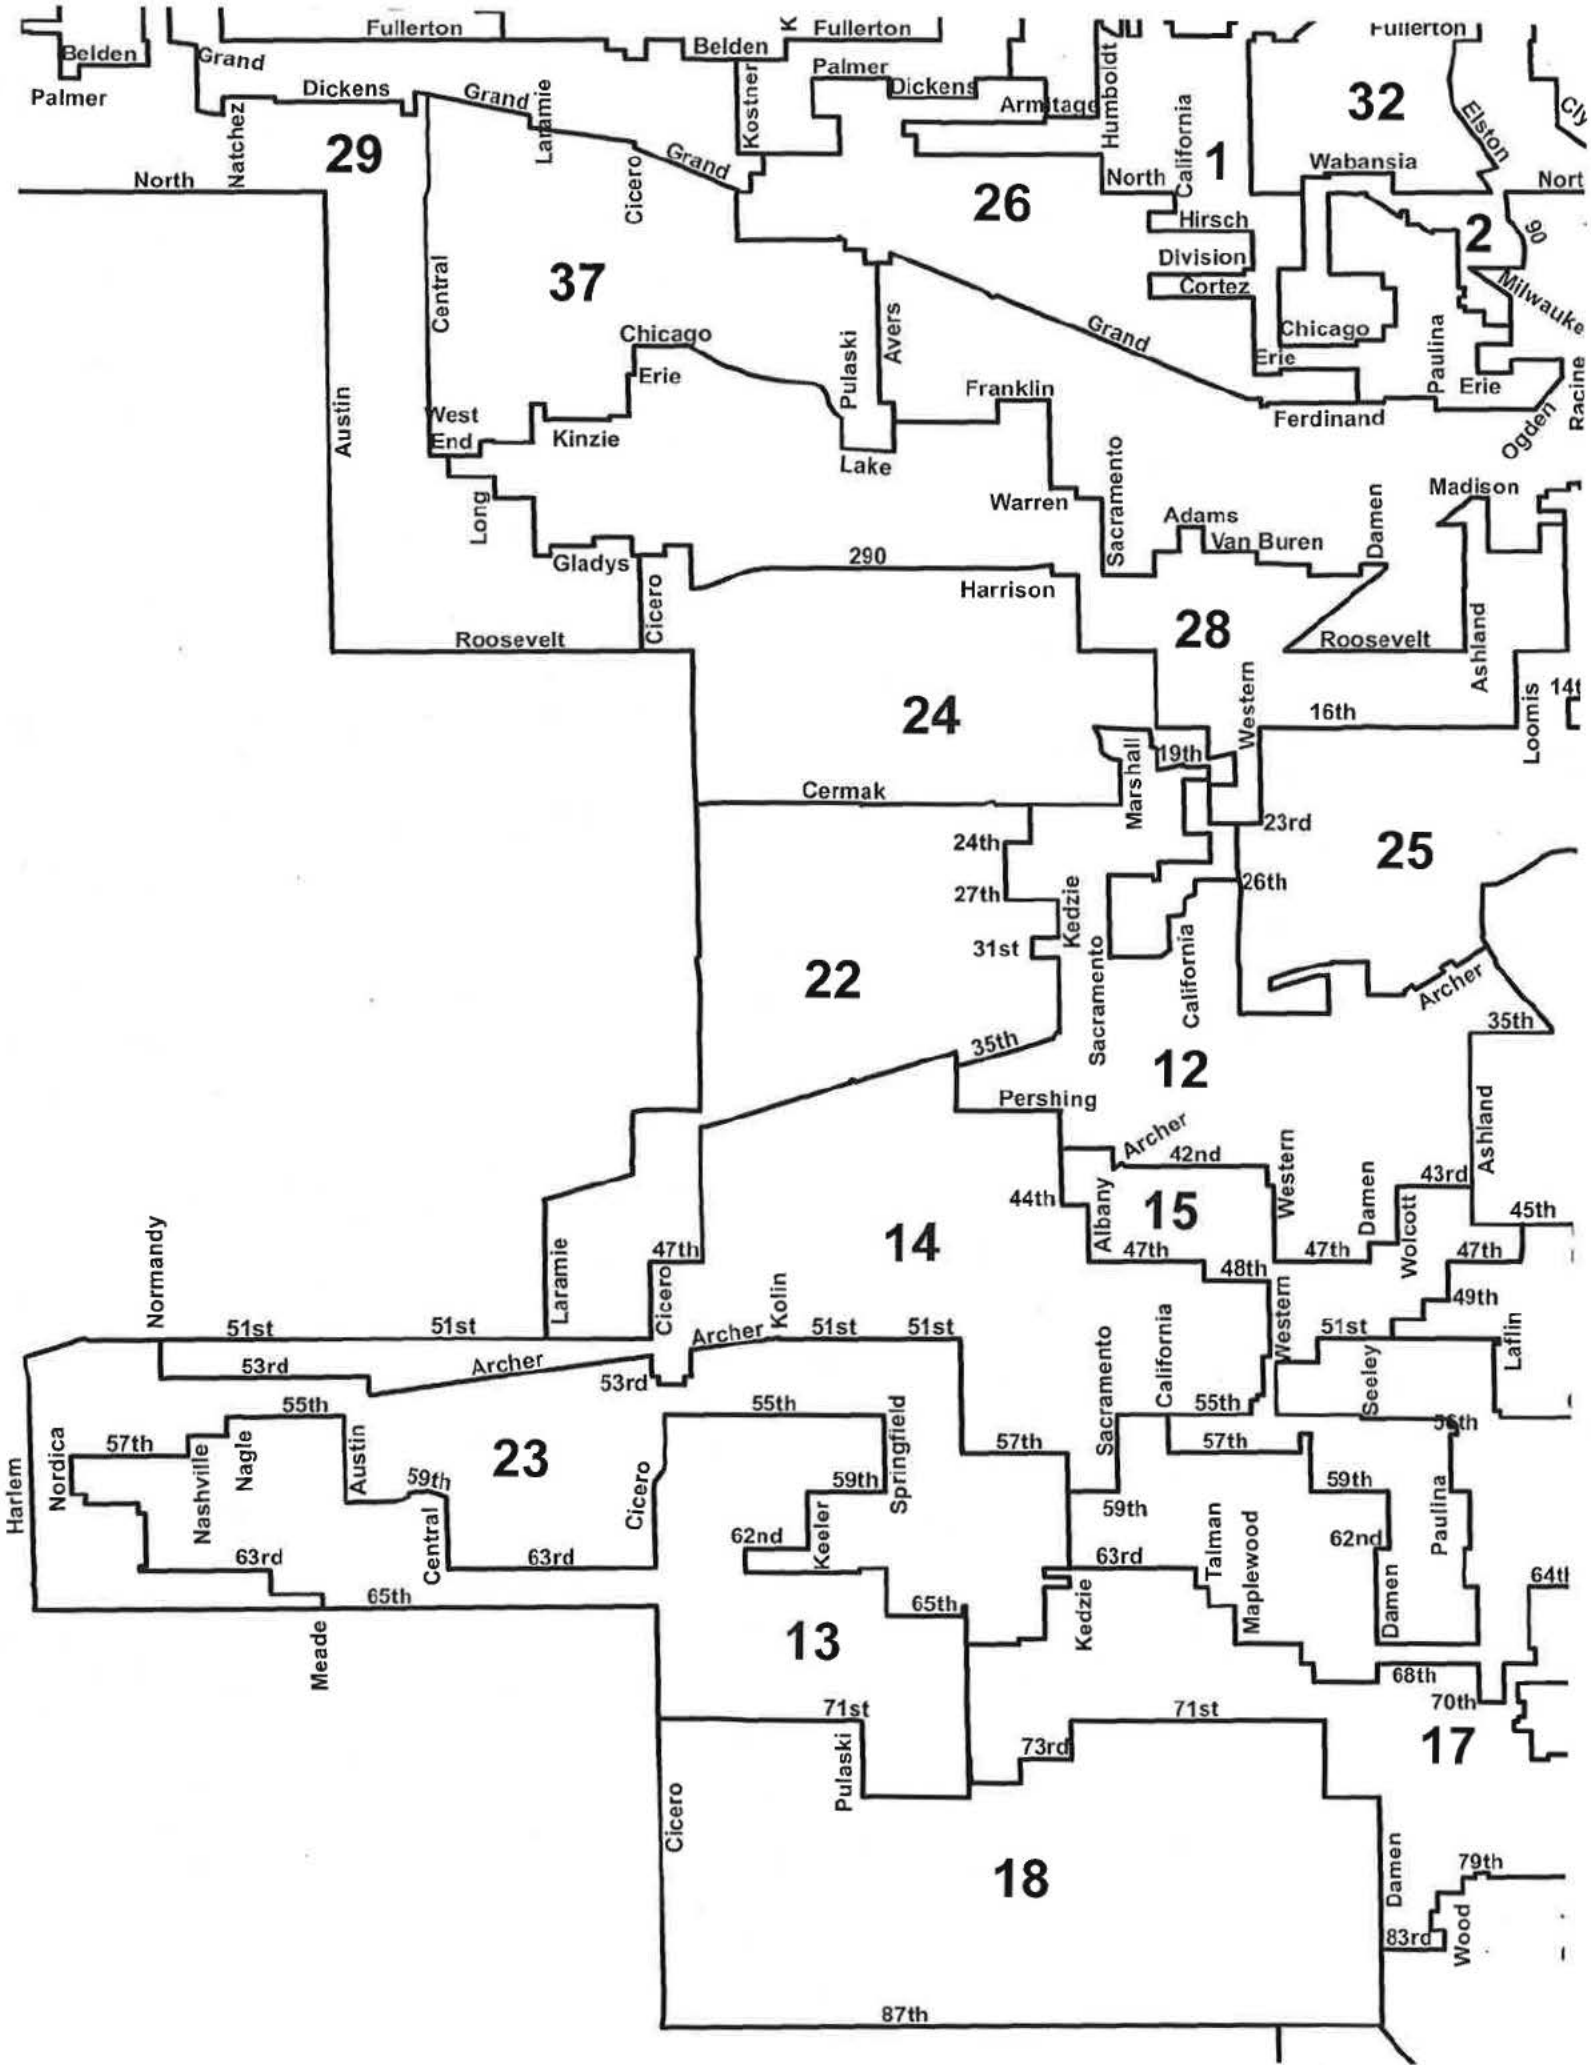 Fullerton
K
Fullerton
Fullerton
Belden
Grand
Belden
Palmer
Palmer
Dickens
Grand
Laramie
Kostner
Dickens
Armitage
Humboldt
California
32
Elston
Cly
Natchez
29
Cicero
Grand
1
Wabansia
North
26
North
Nort
Hirsch
2
90
37
Central
Division
Cortez
Milwauke
Chicago
Pulaski
Avers
Grand
Chicago
Erie
Erie
Paulina
Erie
Racine
Austin
West
End
Kinzie
Franklin
Ferdinand
Ogden
Lake
Long
Warren
Sacramento
Adams
Van Buren
Damen
Madison
Gladys
Cicero
290
Harrison
28
Roosevelt
Roosevelt
Ashland
24
Western
16th
Loomis
14t
Marshall
19th
Cermak
24th
23rd
25
27th
Kedzie
26th
31st
Sacramento
California
22
Archer
35th
35th
12
Pershing
Archer
42nd
Western
Ashland
Damen
43rd
44th
Albany
15
Wolcott
45th
Normandy
Laramie
14
47th
47th
47th
47th
48th
Cicero
Kolin
49th
51st
51st
Archer
51st
51st
Western
51st
Laflin
53rd
Archer
53rd
Sacramento
California
Seeley
55th
55th
Springfield
55th
56th
Harlem
Nordica
57th
Nashville
Nagle
Austin
23
57th
57th
59th
Cicero
59th
59th
59th
Paulina
Central
62nd
Keeler
Talman
Maplewood
62nd
63rd
63rd
63rd
Kedzie
Damen
64th
65th
65th
Meade
13
68th
70th
71st
71st
17
Pulaski
73rd
Cicero
18
Damen
79th
83rd
Wood
87th